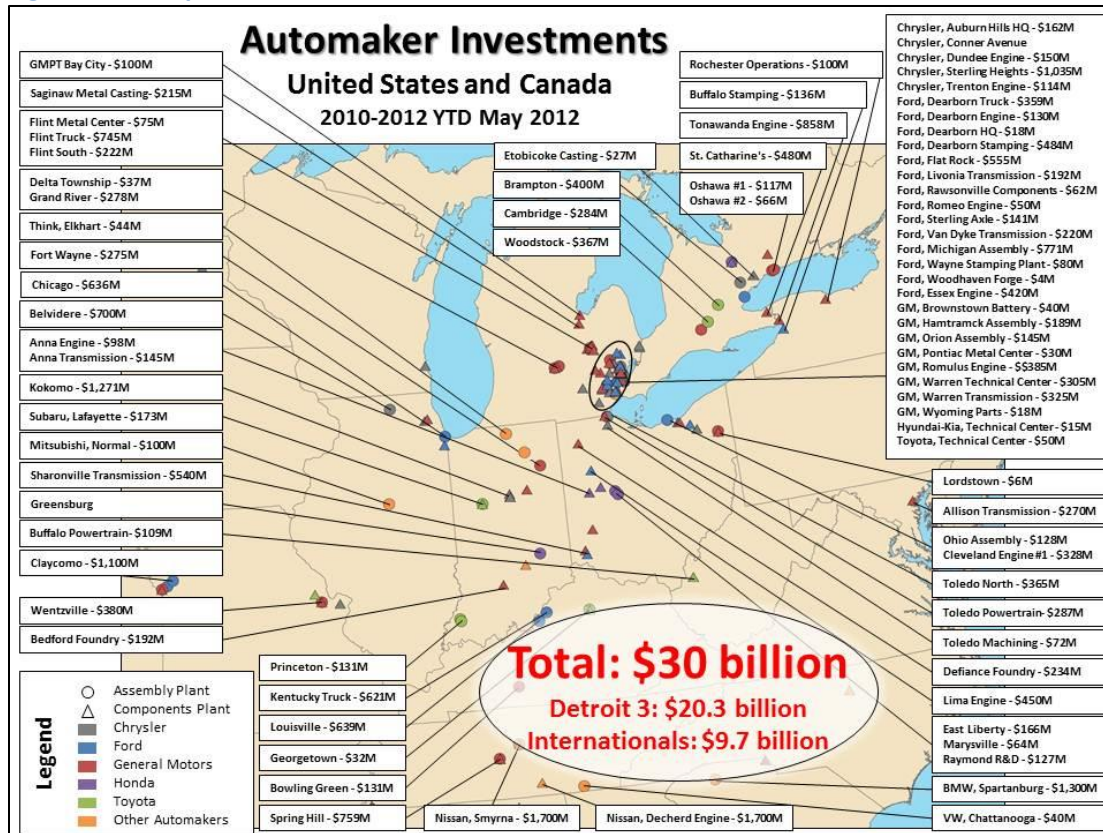 Automaker Investments
United States and Canada
2010-2012 YTD May 2012
GMPT Bay City - $100M
Saginaw Metal Casting- $215M
Flint Metal Center - $75M
Flint Truck - $745M
Flint South - $222M
Delta Township - $37M
Grand River - $278M
Think, Elkhart - $44M
Fort Wayne - $275M
Chicago - $636M
Belvidere - $700M
Anna Engine - $98M
Anna Transmission - $145M
Kokomo - $1,271M
Subaru, Lafayette - $173M
Mitsubishi, Normal - $100M
Sharonville Transmission - $540M
Greensburg
Buffalo Powertrain- $109M
Claycomo - $1,100M
Wentzville - $380M
Bedford Foundry - $192M
Etobicoke Casting - $27M
Brampton - $400M
Cambridge - $284M
Woodstock - $367M
Rochester Operations - $100M
Buffalo Stamping - $136M
Tonawanda Engine - $858M
St. Catharine's - $480M
Oshawa #1 - $117M
Oshawa #2 - $66M
Chrysler, Auburn Hills HQ - $162M
Chrysler, Conner Avenue
Chrysler, Dundee Engine - $150M
Chrysler, Sterling Heights - $1,035M
Chrysler, Trenton Engine - $114M
Ford, Dearborn Truck - $359M
Ford, Dearborn Engine - $130M
Ford, Dearborn HQ - $18M
Ford, Dearborn Stamping - $484M
Ford, Flat Rock - $555M
Ford, Livonia Transmission - $192M
Ford, Rawsonville Components - $62M
Ford, Romeo Engine - $50M
Ford, Sterling Axle - $141M
Ford, Van Dyke Transmission - $220M
Ford, Michigan Assembly - $771M
Ford, Wayne Stamping Plant - $80M
Ford, Woodhaven Forge - $4M
Ford, Essex Engine - $420M
GM, Brownstown Battery - $40M
GM, Hamtramck Assembly - $189M
GM, Orion Assembly - $145M
GM, Pontiac Metal Center - $30M
GM, Romulus Engine - $$385M
GM, Warren Technical Center - $305M
GM, Warren Transmission - $325M
GM, Wyoming Parts - $18M
Hyundai-Kia, Technical Center - $15M
Toyota, Technical Center - $50M
Lordstown - $6M
Allison Transmission - $270M
Ohio Assembly - $128M
Cleveland Engine #1 - $328M
Toledo North - $365M
Toledo Powertrain- $287M
Toledo Machining - $72M
Defiance Foundry - $234M
Lima Engine - $450M
East Liberty - $166M
Marysville - $64M
Raymond R&D - $127M
BMW, Spartanburg - $1,300M
VW, Chattanooga - $40M
Total: $30 billion
Detroit 3: $20.3 billion
Internationals: $9.7 billion
Princeton - $131M
Kentucky Truck - $621M
Louisville - $639M
Georgetown - $32M
Bowling Green - $131M
Spring Hill - $759M
Nissan, Smyrna - $1,700M
Nissan, Decherd Engine - $1,700M
Legend
Assembly Plant
Components Plant
Chrysler
Ford
General Motors
Honda
Toyota
Other Automakers